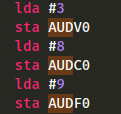 lda #3
sta AUDV0
lda #8
sta AUDC0
lda #9
sta AUDF0